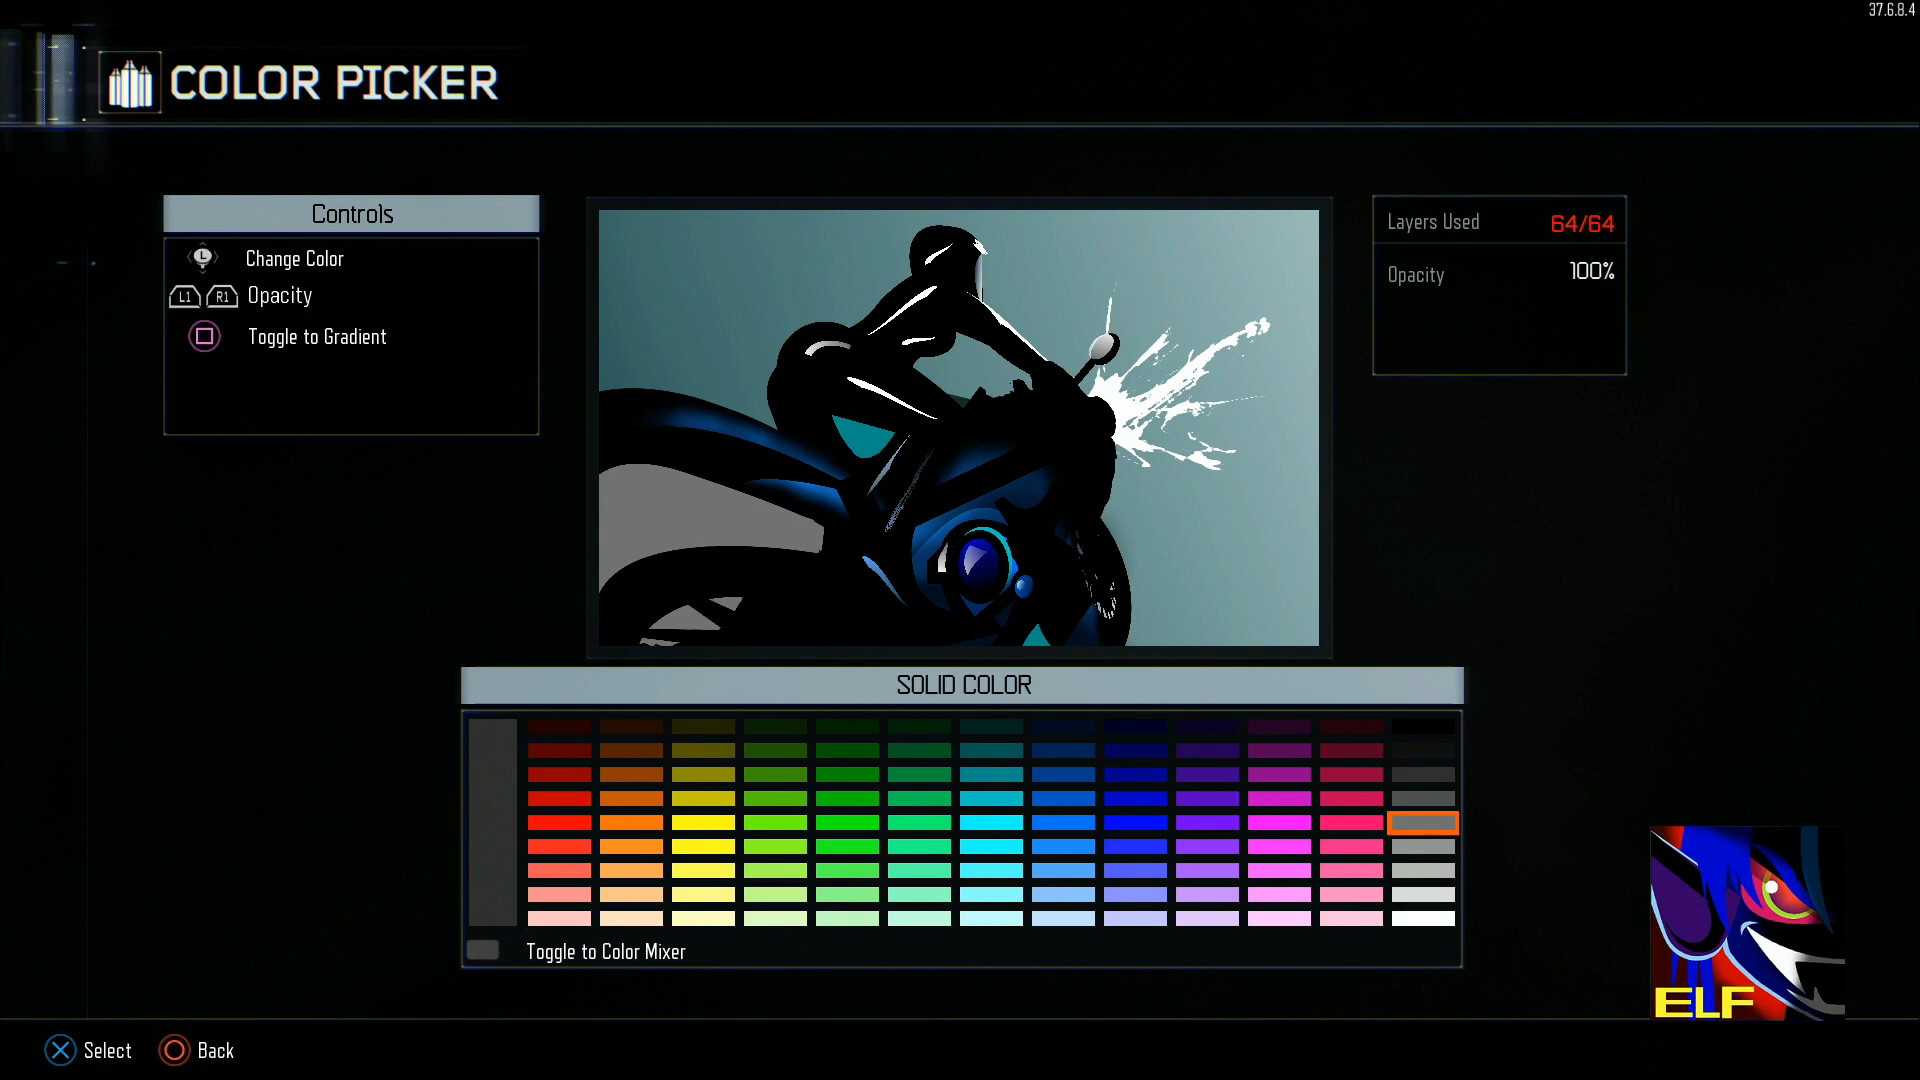 37.6.8.4
COLOR PICKER
Controls
L Change Color
L1 R1 Opacity
Toggle to Gradient
Layers Used 64/64
Opacity 100%
SOLID COLOR
Toggle to Color Mixer
ELF
Select Back